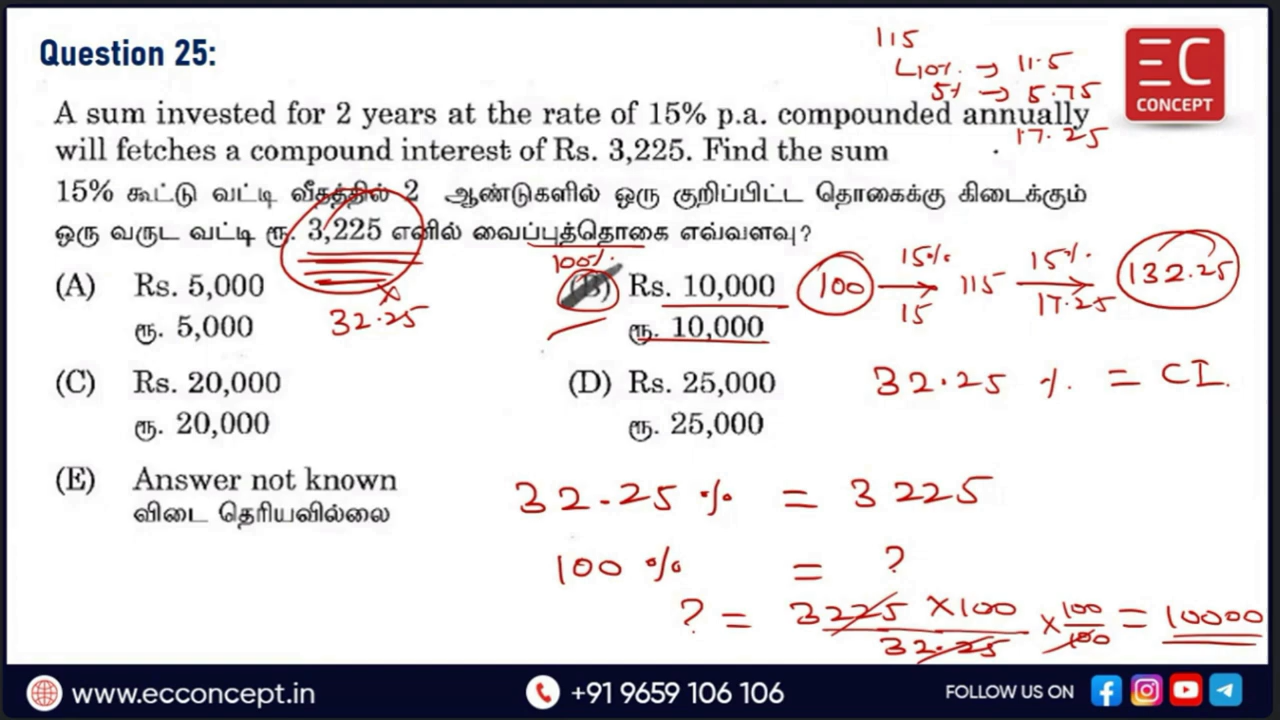 Question 25:
115
10% → 11.5
5% → 5.75
17.25
EC
CONCEPT
A sum invested for 2 years at the rate of 15% p.a. compounded annually
will fetches a compound interest of Rs. 3,225. Find the sum
15% கூட்டு வட்டி வீதத்தில் 2 ஆண்டுகளில் ஒரு குறிப்பிட்ட தொகைக்கு கிடைக்கும்
ஒரு வருட வட்டி ரூ. 3,225 எனில் வைப்புத்தொகை எவ்வளவு?
100%
(A) Rs. 5,000
ரூ. 5,000
32.25
(B) Rs. 10,000
ரூ. 10,000
100 → 115 → 132.25
15% 15%
15 17.25
(C) Rs. 20,000
ரூ. 20,000
(D) Rs. 25,000
ரூ. 25,000
32.25 % = CI.
(E) Answer not known
விடை தெரியவில்லை
32.25 % = 3225
100 % = ?
? = 3225 × 100 / 32.25 × 100 / 100 = 10000
www.ecconcept.in
+91 9659 106 106
FOLLOW US ON